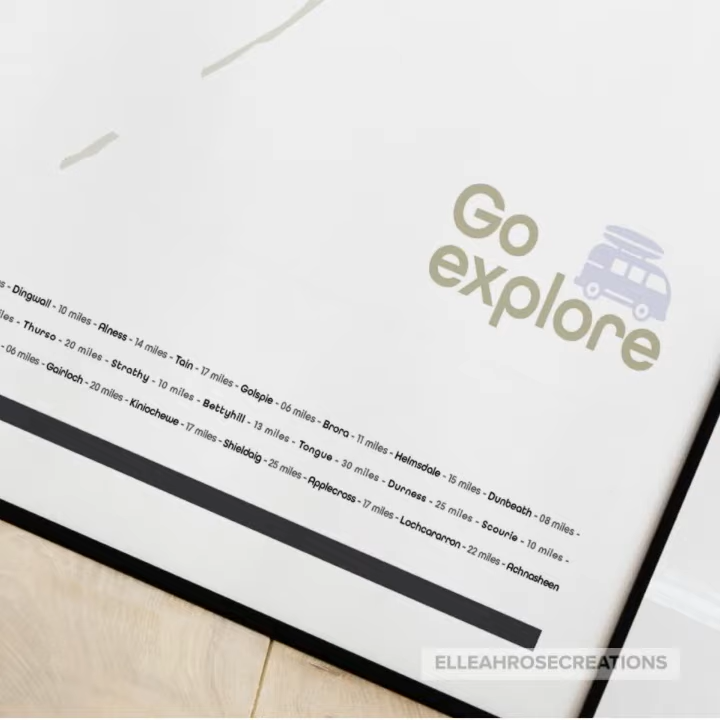 Go
explore
s - Dingwall - 10 miles - Alness - 14 miles - Tain - 17 miles - Golspie - 06 miles - Brora - 11 miles - Helmsdale - 15 miles - Dunbeath - 08 miles -
les - Thurso - 20 miles - Strathy - 10 miles - Bettyhill - 13 miles - Tongue - 30 miles - Durness - 25 miles - Scourie - 10 miles -
- 06 miles - Gairloch - 20 miles - Kinlochewe - 17 miles - Shieldaig - 25 miles - Applecross - 17 miles - Lochcararron - 22 miles - Achnasheen
ELLEAHROSECREATIONS